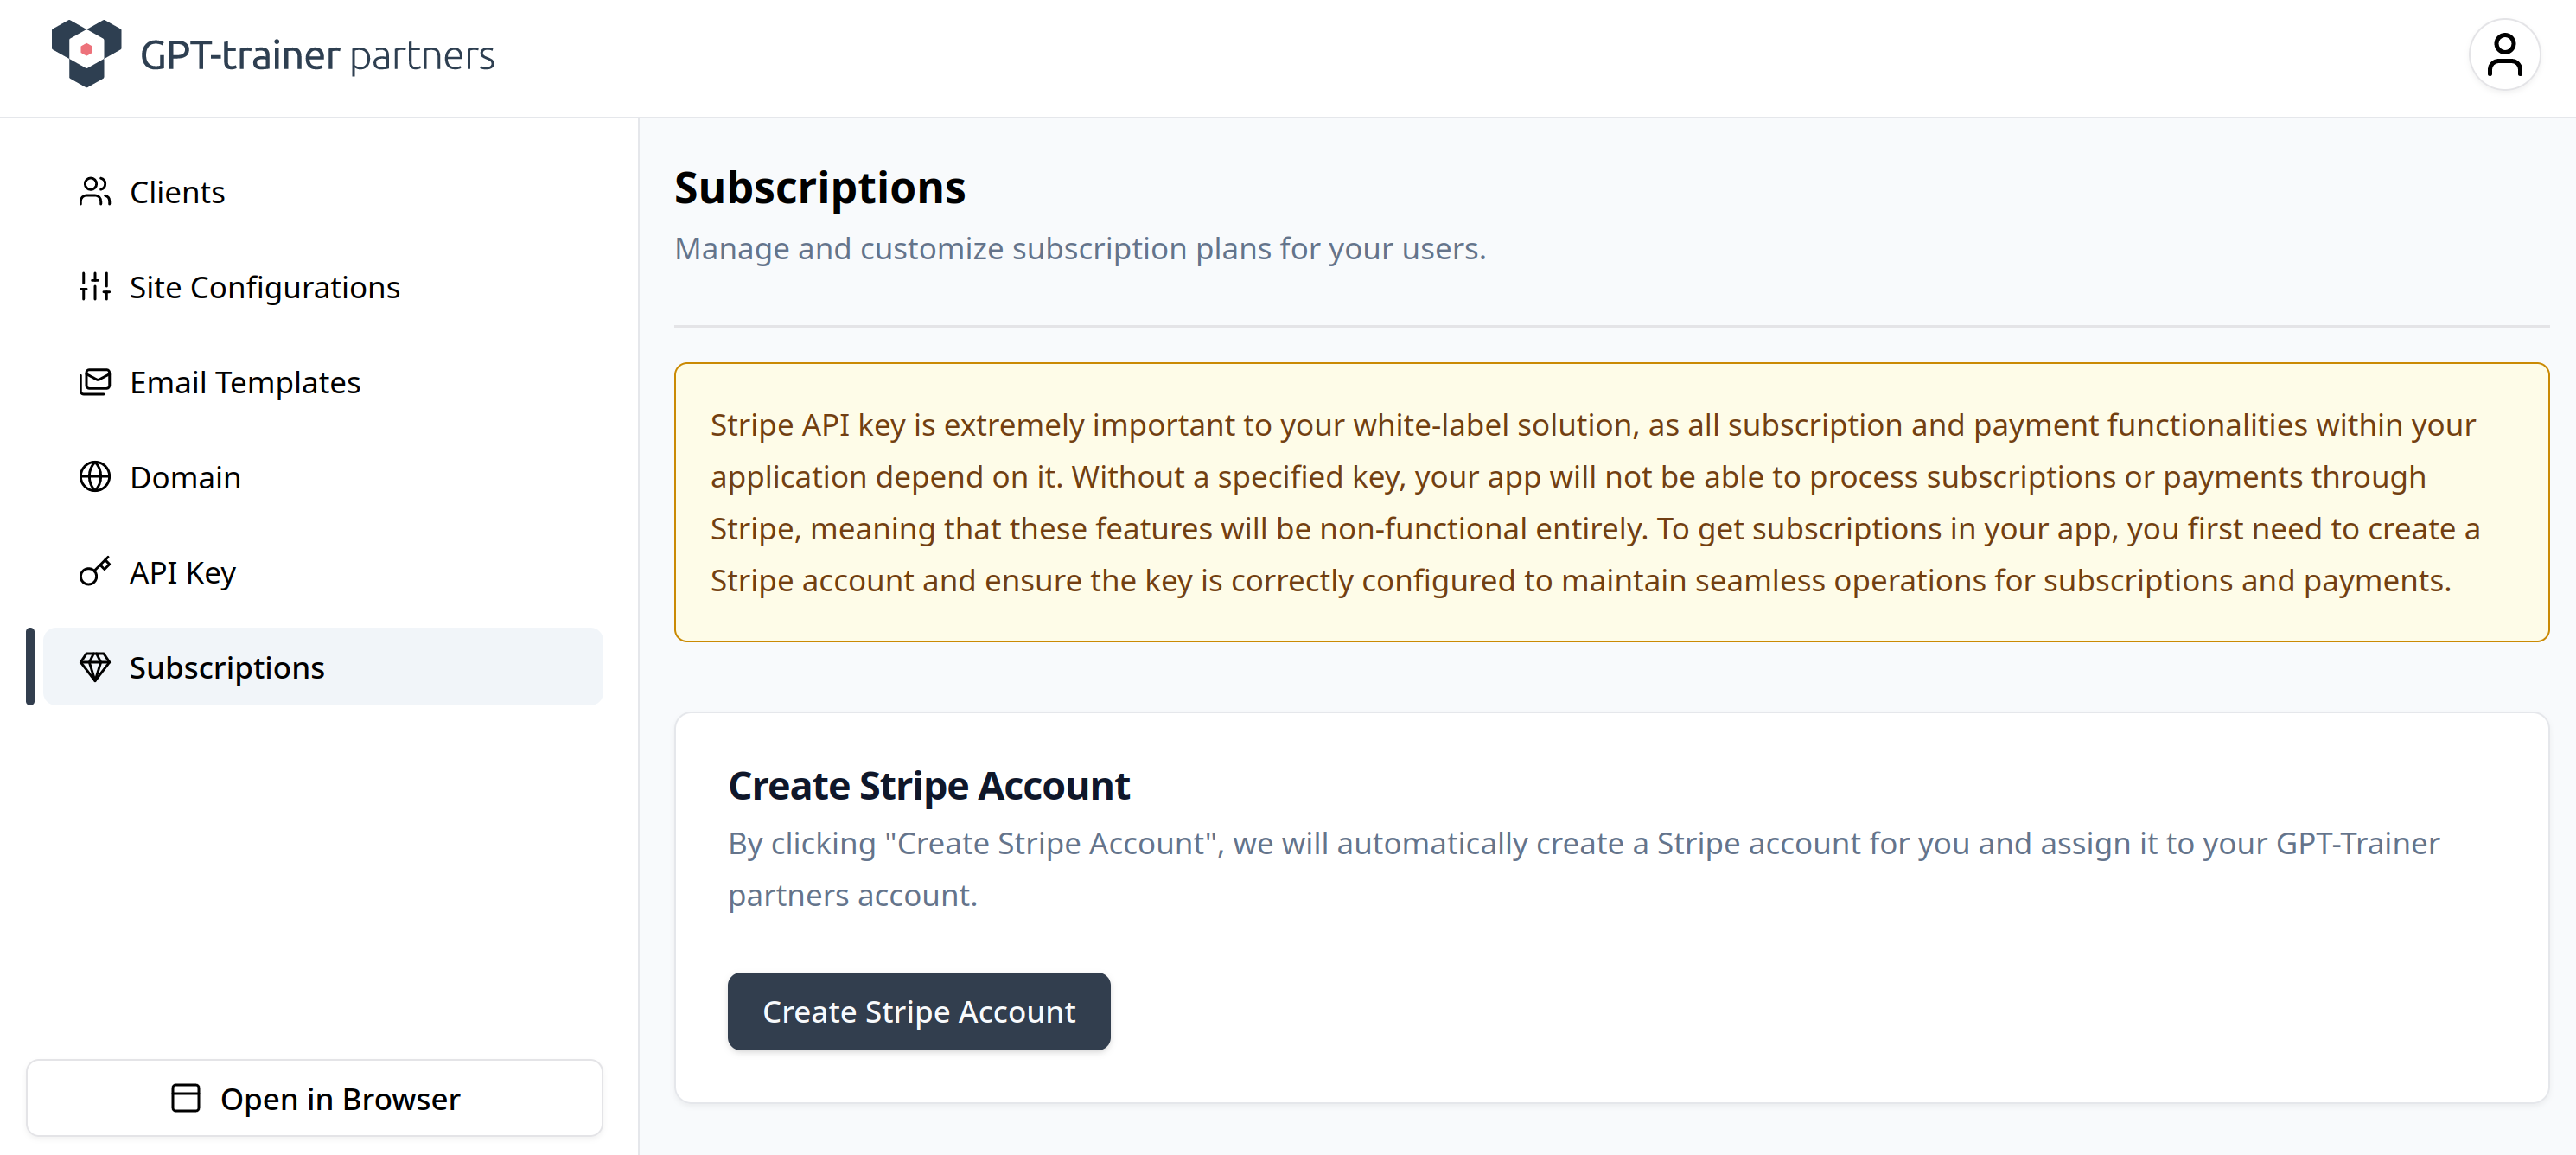 GPT-trainer partners
Clients
Site Configurations
Email Templates
Domain
API Key
Subscriptions
Open in Browser
Subscriptions
Manage and customize subscription plans for your users.
Stripe API key is extremely important to your white-label solution, as all subscription and payment functionalities within your
application depend on it. Without a specified key, your app will not be able to process subscriptions or payments through
Stripe, meaning that these features will be non-functional entirely. To get subscriptions in your app, you first need to create a
Stripe account and ensure the key is correctly configured to maintain seamless operations for subscriptions and payments.
Create Stripe Account
By clicking "Create Stripe Account", we will automatically create a Stripe account for you and assign it to your GPT-Trainer
partners account.
Create Stripe Account